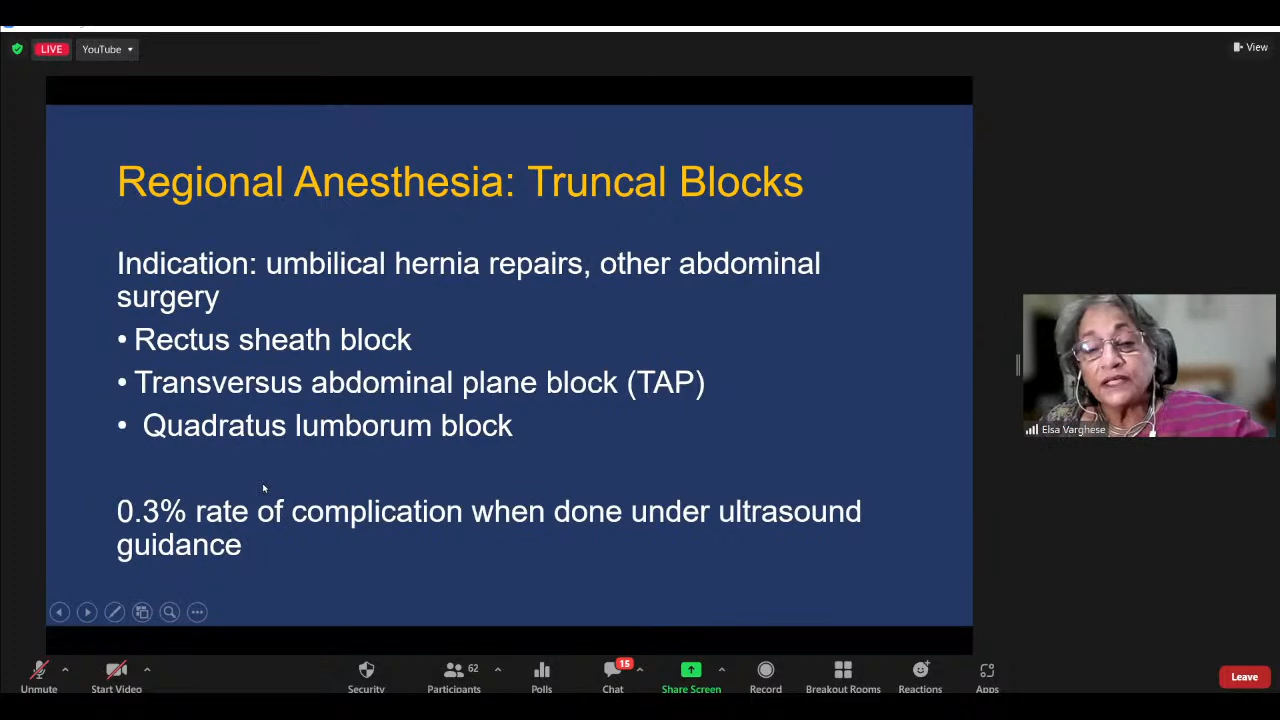 LIVE
YouTube
View
Regional Anesthesia: Truncal Blocks
Indication: umbilical hernia repairs, other abdominal
surgery
• Rectus sheath block
• Transversus abdominal plane block (TAP)
• Quadratus lumborum block
0.3% rate of complication when done under ultrasound
guidance
Elsa Varghese
Unmute
Start Video
Security
62
Participants
Polls
15
Chat
Share Screen
Record
Breakout Rooms
Reactions
Apps
Leave